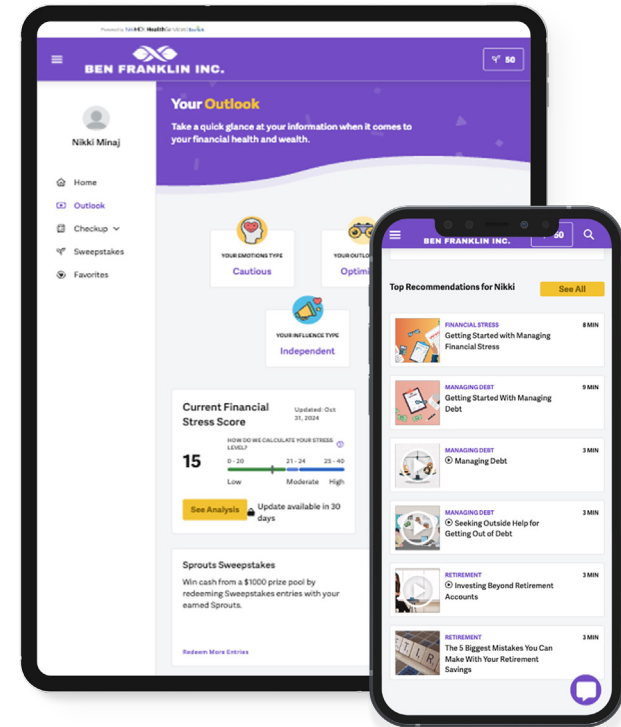 Powered by
HealthServices
BEN FRANKLIN INC.
50
Nikki Minaj
Home
Outlook
Checkup
Sweepstakes
Favorites
Your Outlook
Take a quick glance at your information when it comes to
your financial health and wealth.
YOUR EMOTIONS TYPE
Cautious
YOUR OUTLO
Optimi
YOUR INFLUENCE TYPE
Independent
Current Financial
Stress Score
Updated: Oct
31, 2024
HOW DO WE CALCULATE YOUR STRESS
LEVEL?
15
0 - 20
21 - 24
25 - 40
Low
Moderate
High
See Analysis
Update available in 30
days
Sprouts Sweepstakes
Win cash from a $1000 prize pool by
redeeming Sweepstakes entries with your
earned Sprouts.
Redeem More Entries
BEN FRANKLIN INC.
50
Top Recommendations for Nikki
See All
FINANCIAL STRESS
8 MIN
Getting Started with Managing
Financial Stress
MANAGING DEBT
9 MIN
Getting Started With Managing
Debt
MANAGING DEBT
3 MIN
Managing Debt
MANAGING DEBT
3 MIN
Seeking Outside Help for
Getting Out of Debt
RETIREMENT
3 MIN
Investing Beyond Retirement
Accounts
RETIREMENT
3 MIN
The 5 Biggest Mistakes You Can
Make With Your Retirement
Savings